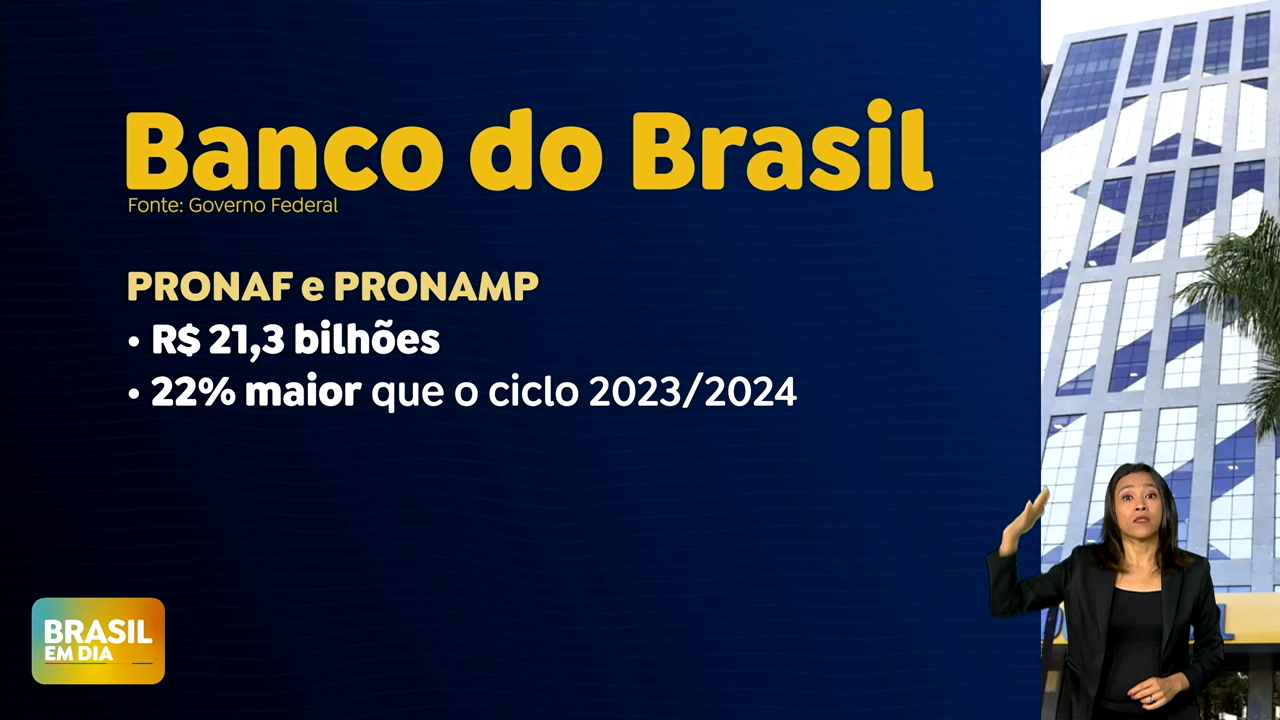 Banco do Brasil
Fonte: Governo Federal
PRONAF e PRONAMP
• R$ 21,3 bilhões
• 22% maior que o ciclo 2023/2024
BRASIL
EM DIA